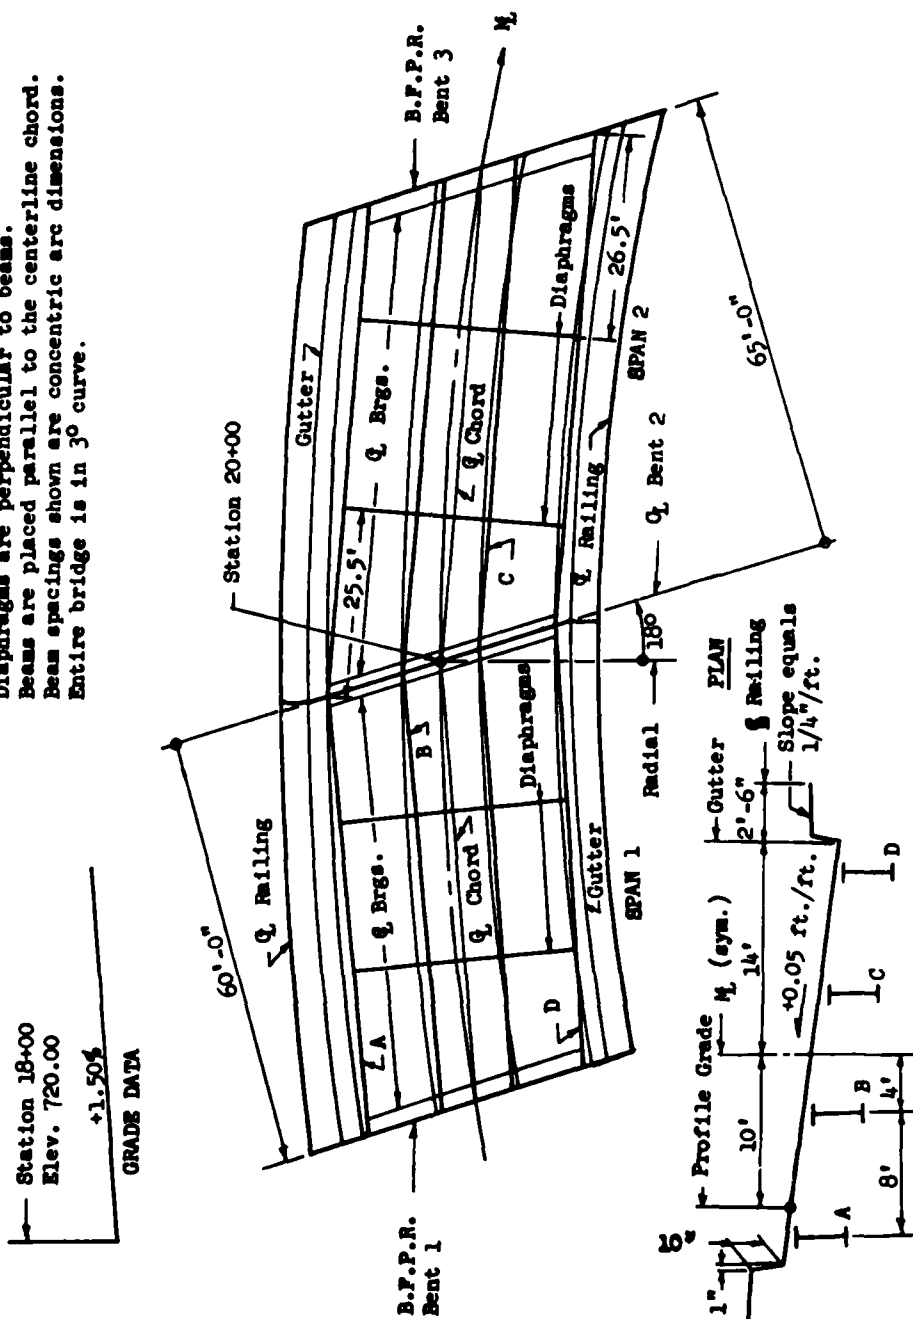 Diaphragms are perpendicular to beams.
Beams are placed parallel to the centerline chord.
Beam spacings shown are concentric arc dimensions.
Entire bridge is in 3° curve.
Station 18+00
Elev. 720.00
+1.50%
GRADE DATA
Station 20+00
B.F.P.R.
Bent 3
M̲L
60'-0"
℄ Railing
Gutter
℄ Brgs.
℄ Brgs.
25.5'
A
B
℄ Chord
℄ Chord
C
D
Diaphragms
Diaphragms
26.5'
Gutter
SPAN 1
℄ Railing
SPAN 2
B.F.P.R.
Bent 1
Radial
18°
℄ Bent 2
65'-0"
PLAN
Profile Grade
ML (sym.)
Gutter
℄ Railing
10'
14'
2'-6"
Slope equals
1/4"/ft.
+0.05 ft./ft.
10"
1"
A
B
C
D
8'
4'